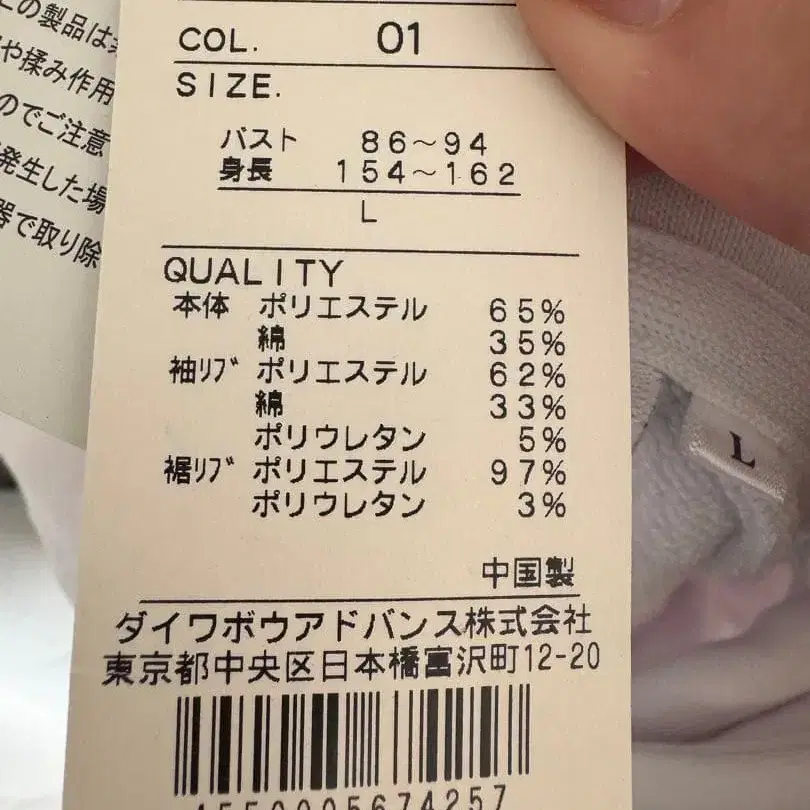 の製品は
や揉み作用
のでご注意
発生した場
器で取り除
COL. 01
SIZE.
バスト 86～94
身長 154～162
L
QUALITY
本体 ポリエステル 65%
綿 35%
袖ﾘﾌﾞ ポリエステル 62%
綿 33%
ポリウレタン 5%
裾ﾘﾌﾞ ポリエステル 97%
ポリウレタン 3%
中国製
ダイワボウアドバンス株式会社
東京都中央区日本橋富沢町12-20
4550005674257
L